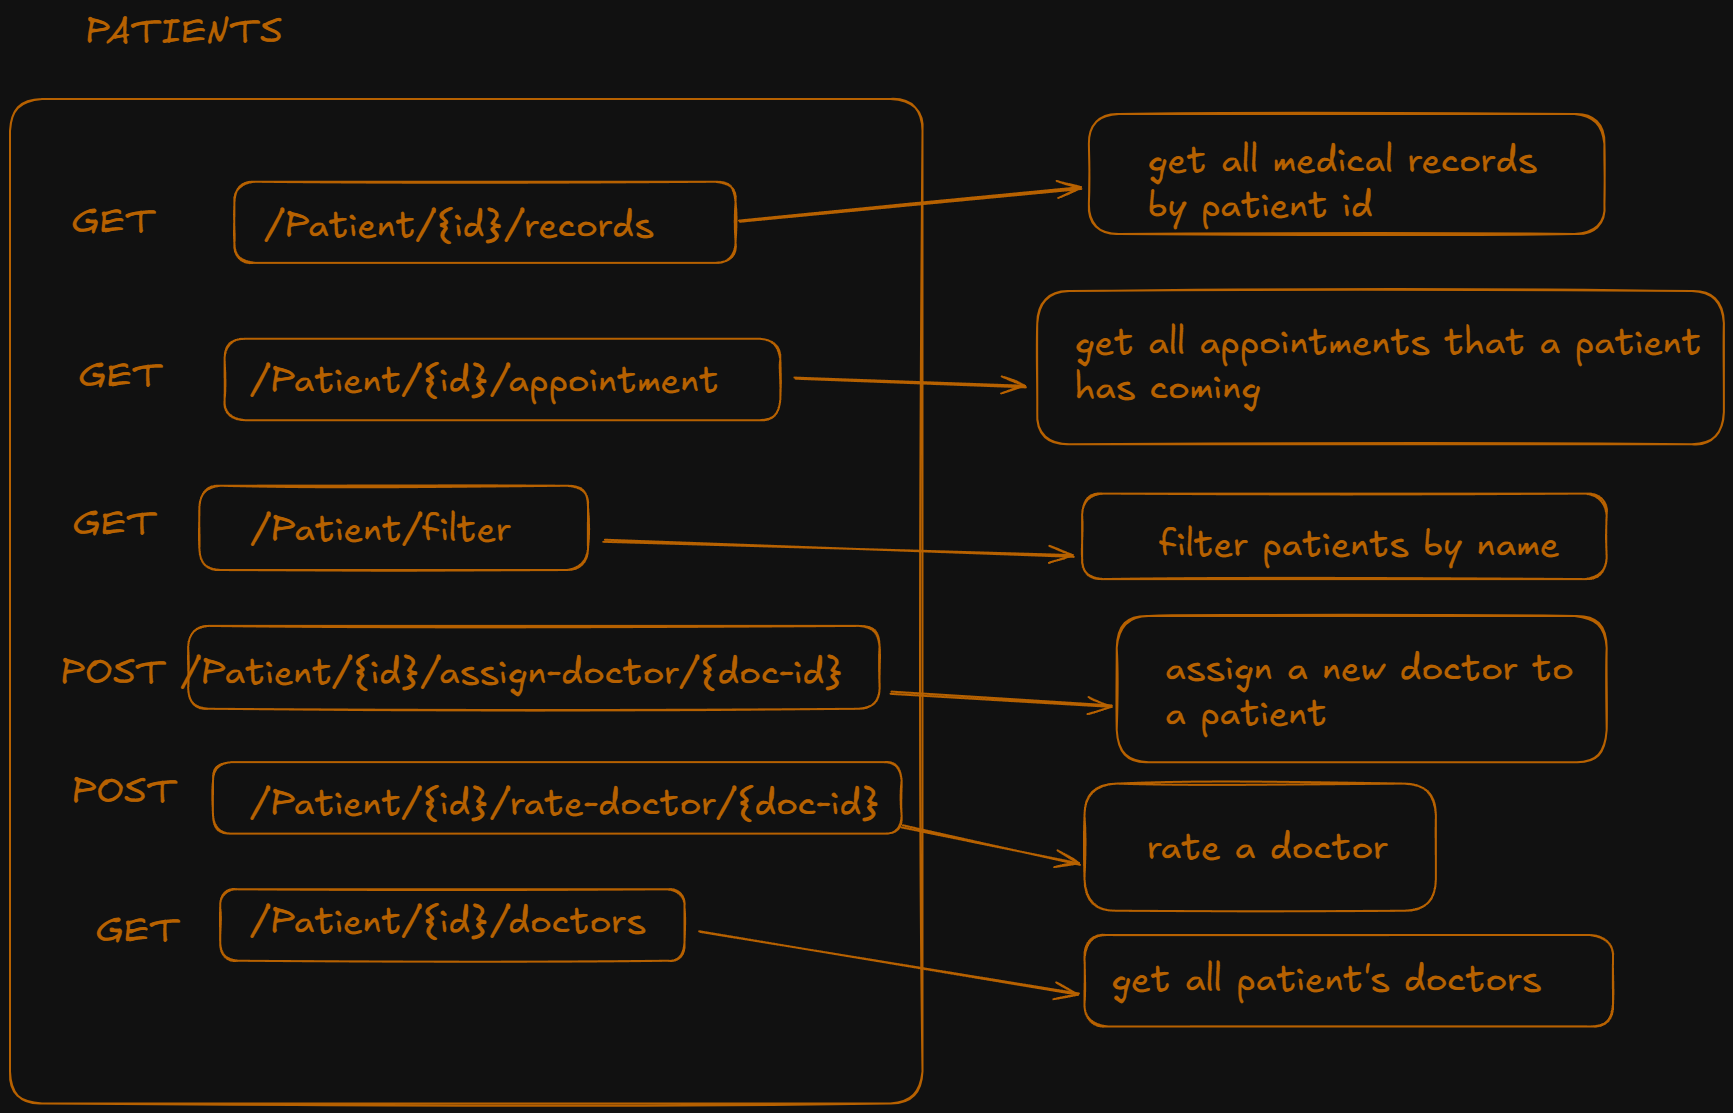 PATIENTS
GET /Patient/{id}/records
get all medical records
by patient id
GET /Patient/{id}/appointment
get all appointments that a patient
has coming
GET /Patient/filter
filter patients by name
POST /Patient/{id}/assign-doctor/{doc-id}
assign a new doctor to
a patient
POST /Patient/{id}/rate-doctor/{doc-id}
rate a doctor
GET /Patient/{id}/doctors
get all patient's doctors